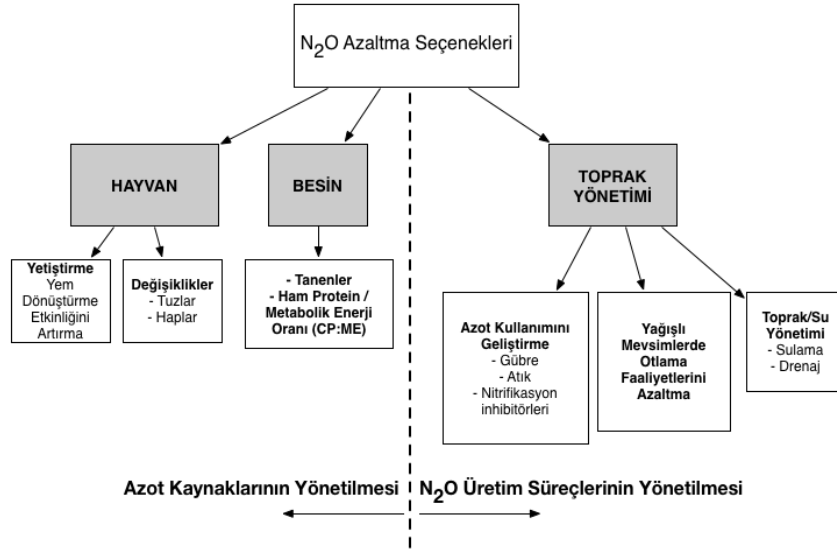 N2O Azaltma Seçenekleri
HAYVAN
BESİN
TOPRAK
YÖNETİMİ
Yetiştirme
Yem
Dönüştürme
Etkinliğini
Artırma
Değişiklikler
- Tuzlar
- Haplar
- Tanenler
- Ham Protein /
Metabolik Enerji
Oranı (CP:ME)
Azot Kullanımını
Geliştirme
- Gübre
- Atık
- Nitrifikasyon
inhibitörleri
Yağışlı
Mevsimlerde
Otlama
Faaliyetlerini
Azaltma
Toprak/Su
Yönetimi
- Sulama
- Drenaj
Azot Kaynaklarının Yönetilmesi
N2O Üretim Süreçlerinin Yönetilmesi